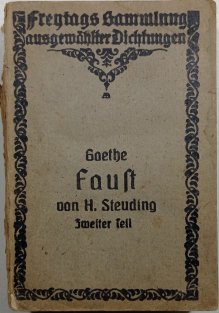 Freytags Sammlung
ausgewählter Dichtungen
Goethe
Faust
von H. Steuding
Zweiter Teil